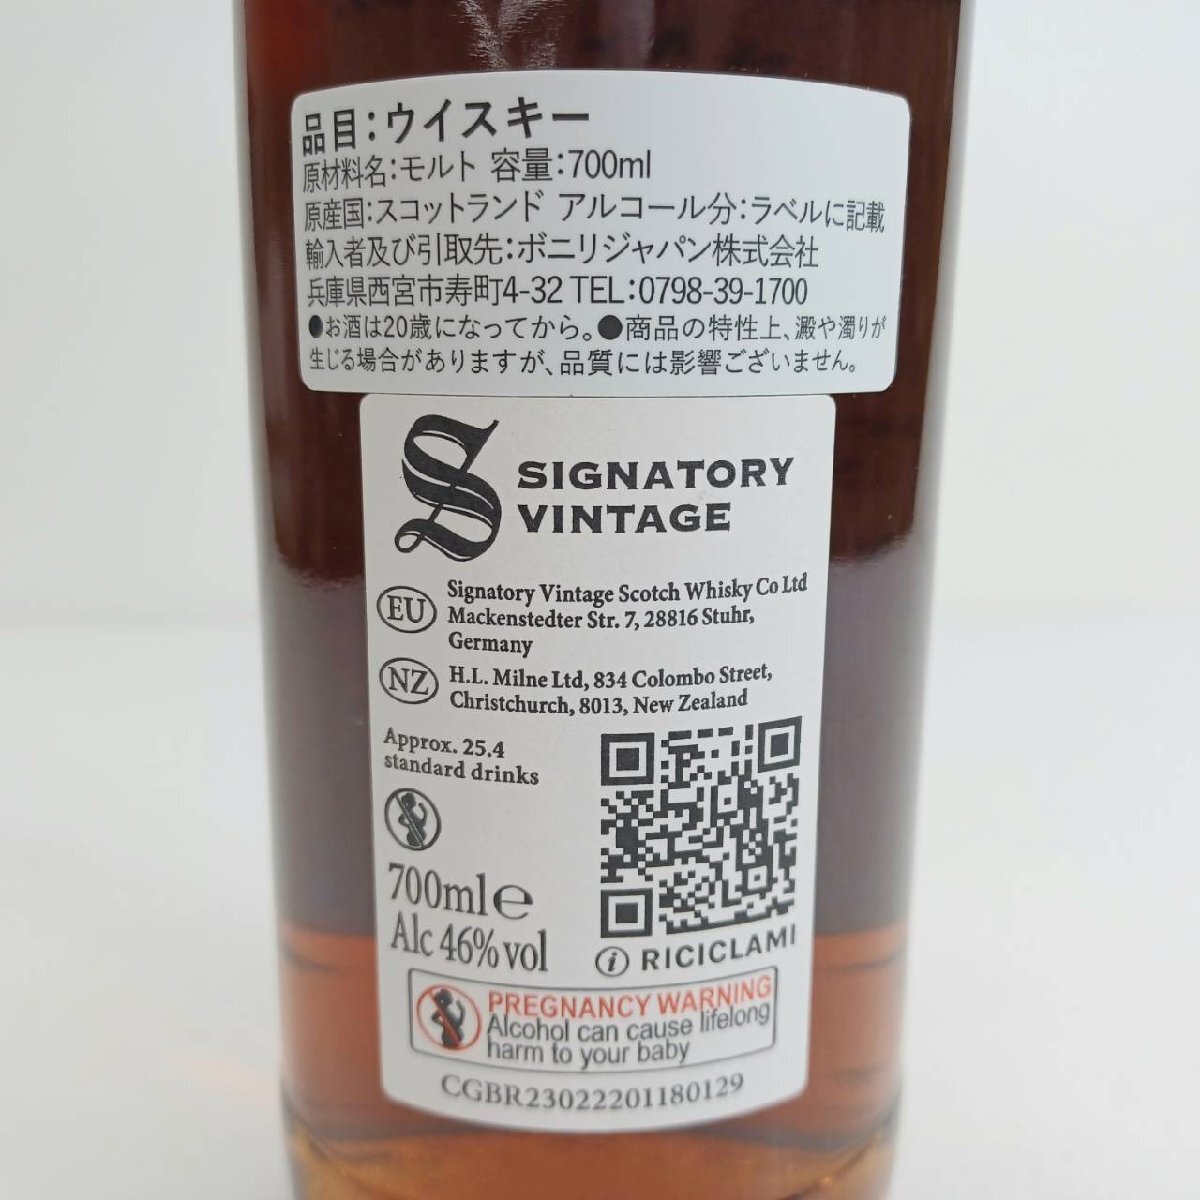 品目:ウイスキー
原材料名:モルト 容量:700ml
原産国:スコットランド アルコール分:ラベルに記載
輸入者及び引取先:ボニリジャパン株式会社
兵庫県西宮市寿町4-32 TEL:0798-39-1700
●お酒は20歳になってから。●商品の特性上、澱や濁りが
生じる場合がありますが、品質には影響ございません。
S SIGNATORY
VINTAGE
EU Signatory Vintage Scotch Whisky Co Ltd
Mackenstedter Str. 7, 28816 Stuhr,
Germany
NZ H.L. Milne Ltd, 834 Colombo Street,
Christchurch, 8013, New Zealand
Approx. 25.4
standard drinks
700ml e
Alc 46% vol
i RICICLAMI
PREGNANCY WARNING
Alcohol can cause lifelong
harm to your baby
CGBR23022201180129